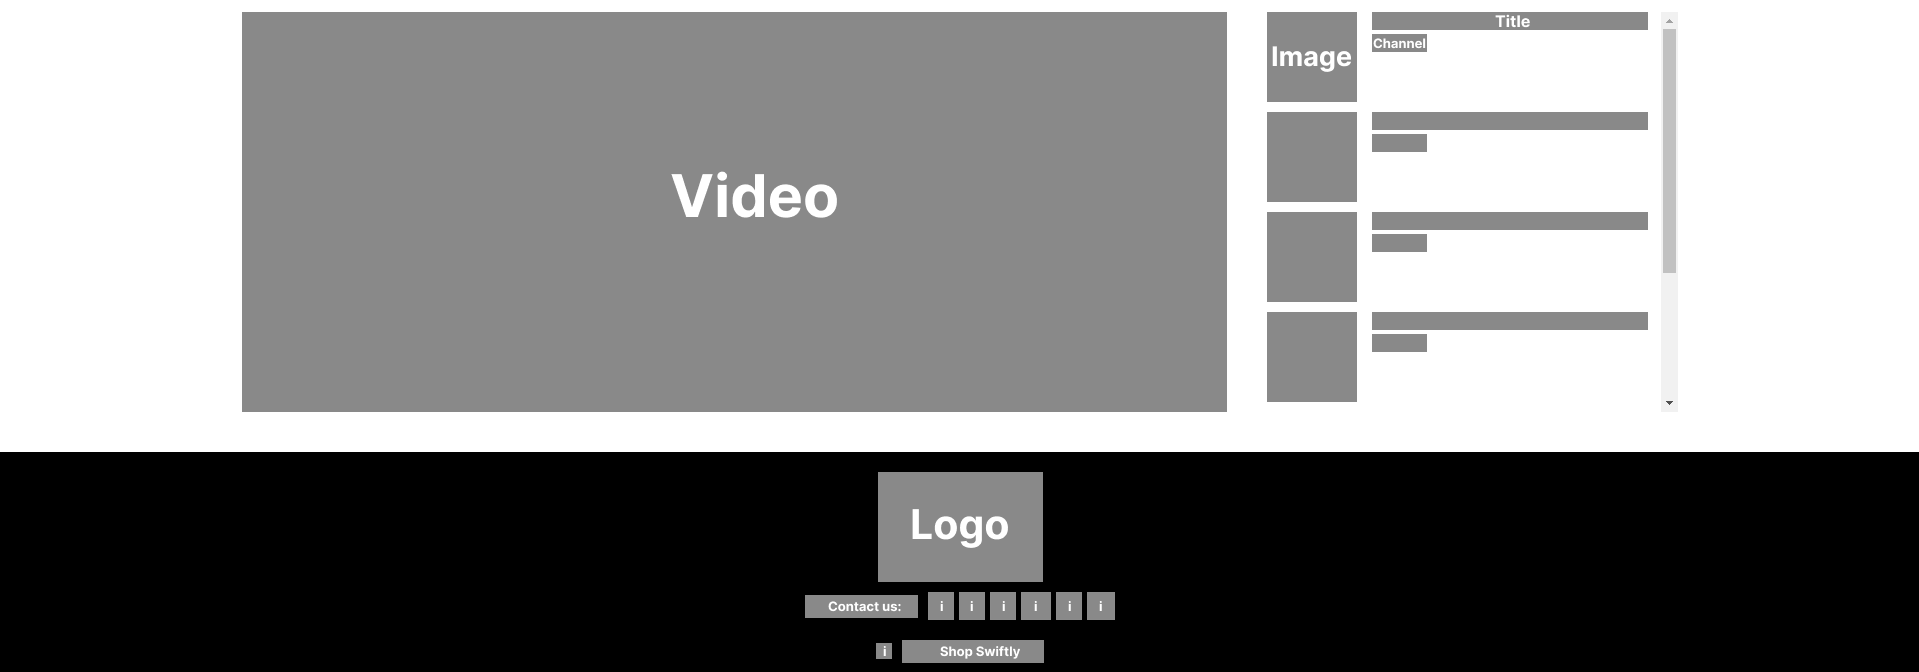 Video
Image
Title
Channel
Logo
Contact us:
i i i i i i
i Shop Swiftly